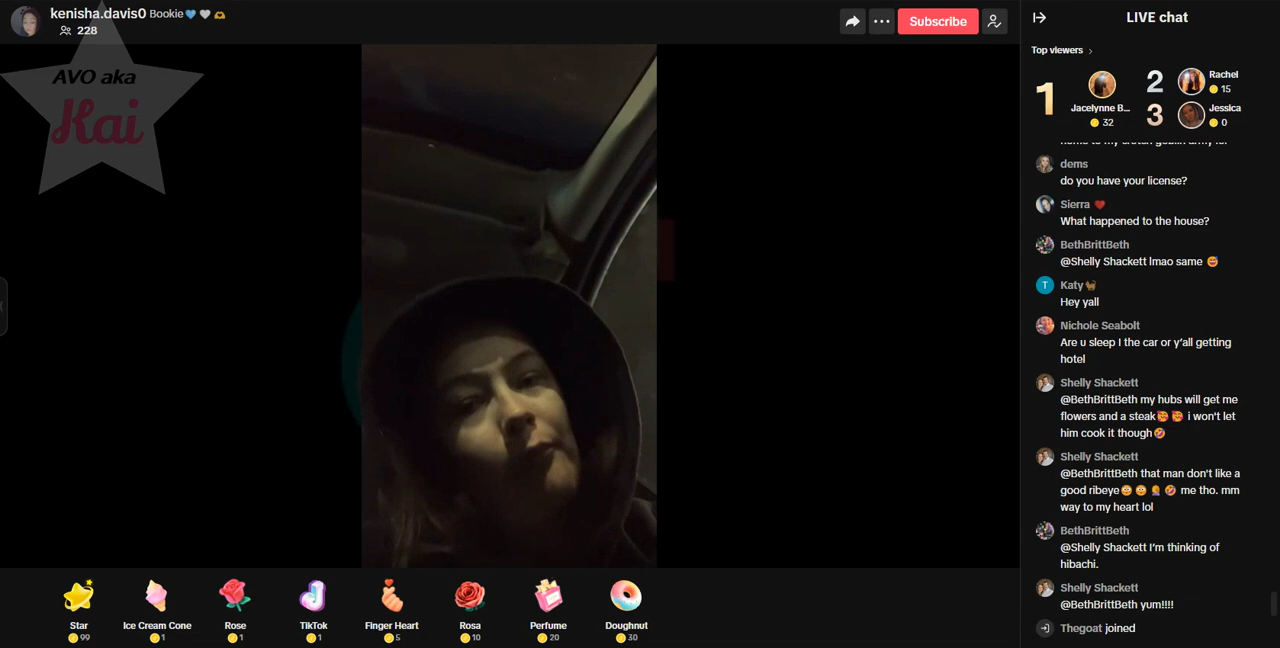 kenisha.davis0 Bookie💙🤍🫶
228
Subscribe
AVO aka
Kai
LIVE chat
Top viewers
1
Jacelynne B...
32
2
Rachel
15
3
Jessica
0
dems
do you have your license?
Sierra ❤️
What happened to the house?
BethBrittBeth
@Shelly Shackett lmao same 😅
T
Katy🐈‍⬛
Hey yall
Nichole Seabolt
Are u sleep I the car or y'all getting
hotel
Shelly Shackett
@BethBrittBeth my hubs will get me
flowers and a steak🥰🥰 i won't let
him cook it though🤣
Shelly Shackett
@BethBrittBeth that man don't like a
good ribeye😳😳🤦‍♀️🤣 me tho. mm
way to my heart lol
BethBrittBeth
@Shelly Shackett I'm thinking of
hibachi.
Shelly Shackett
@BethBrittBeth yum!!!!
Thegoat joined
Star
99
Ice Cream Cone
1
Rose
1
TikTok
1
Finger Heart
5
Rosa
10
Perfume
20
Doughnut
30